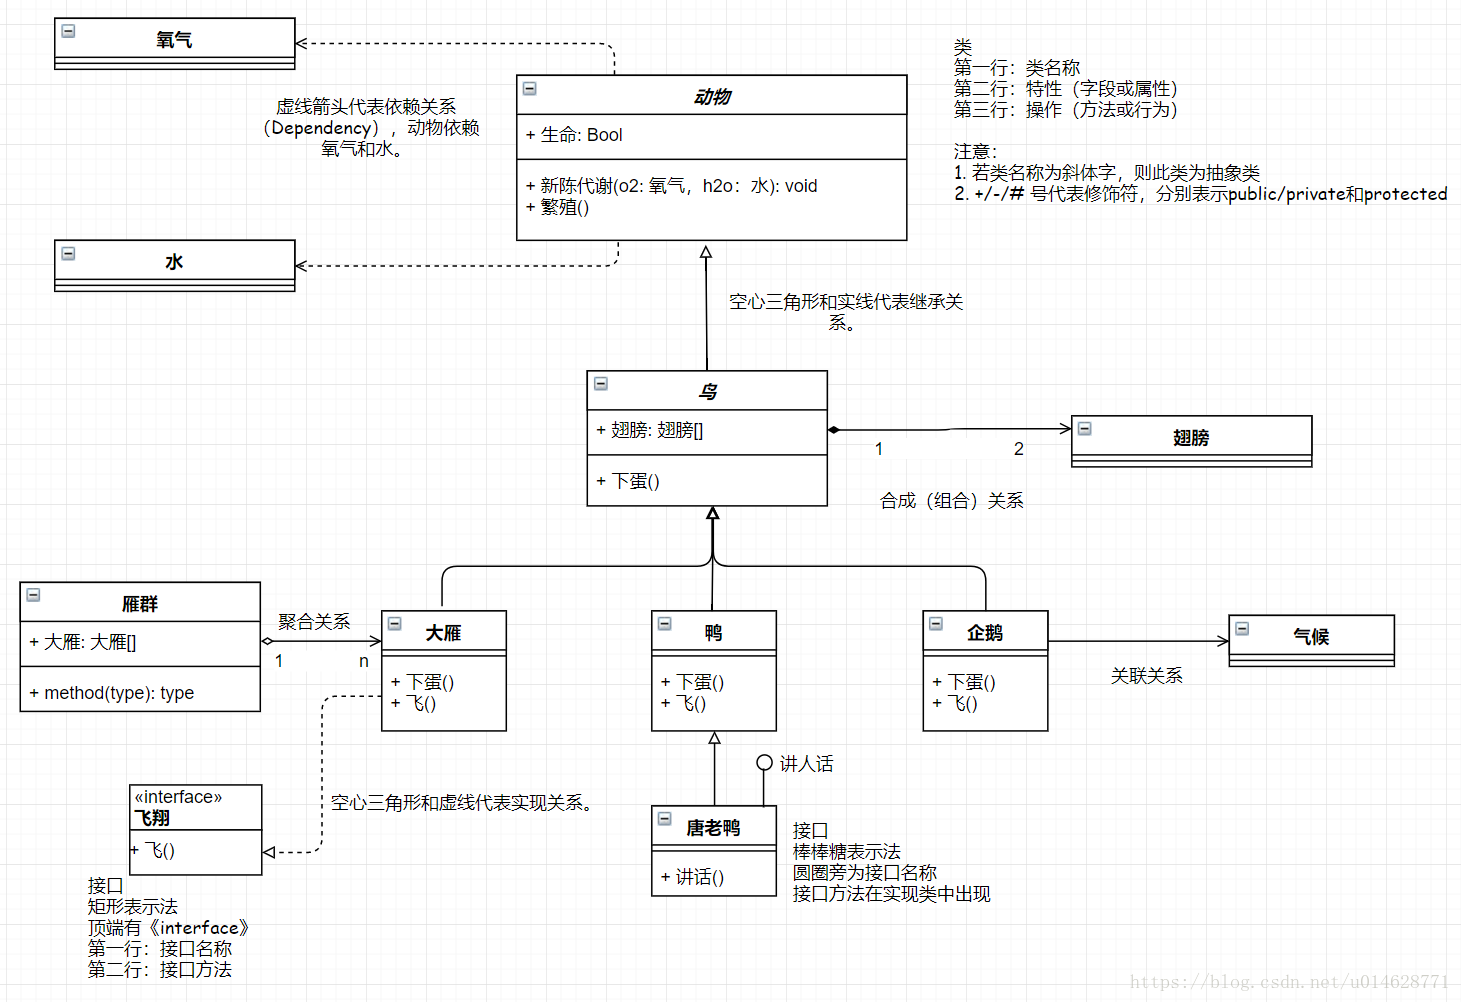 氧气
虚线箭头代表依赖关系
（Dependency），动物依赖
氧气和水。
水
动物
+ 生命: Bool
+ 新陈代谢(o2: 氧气，h2o：水): void
+ 繁殖()
类
第一行：类名称
第二行：特性（字段或属性）
第三行：操作（方法或行为）
注意：
1. 若类名称为斜体字，则此类为抽象类
2. +/-/# 号代表修饰符，分别表示public/private和protected
空心三角形和实线代表继承关
系。
鸟
+ 翅膀: 翅膀[]
+ 下蛋()
1
2
翅膀
合成（组合）关系
雁群
+ 大雁: 大雁[]
+ method(type): type
聚合关系
1
n
大雁
+ 下蛋()
+ 飞()
鸭
+ 下蛋()
+ 飞()
企鹅
+ 下蛋()
+ 飞()
关联关系
气候
«interface»
飞翔
+ 飞()
空心三角形和虚线代表实现关系。
接口
矩形表示法
顶端有《interface》
第一行：接口名称
第二行：接口方法
讲人话
唐老鸭
+ 讲话()
接口
棒棒糖表示法
圆圈旁为接口名称
接口方法在实现类中出现
https://blog.csdn.net/u014628771